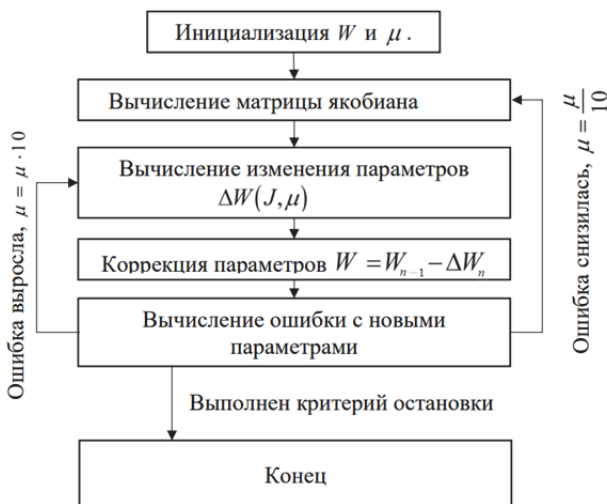 Инициализация W и μ.
Вычисление матрицы якобиана
Вычисление изменения параметров
ΔW(J, μ)
Коррекция параметров W = W_{n−1} − ΔW_n
Вычисление ошибки с новыми
параметрами
Ошибка выросла, μ = μ·10
Ошибка снизилась, μ = μ/10
Выполнен критерий остановки
Конец